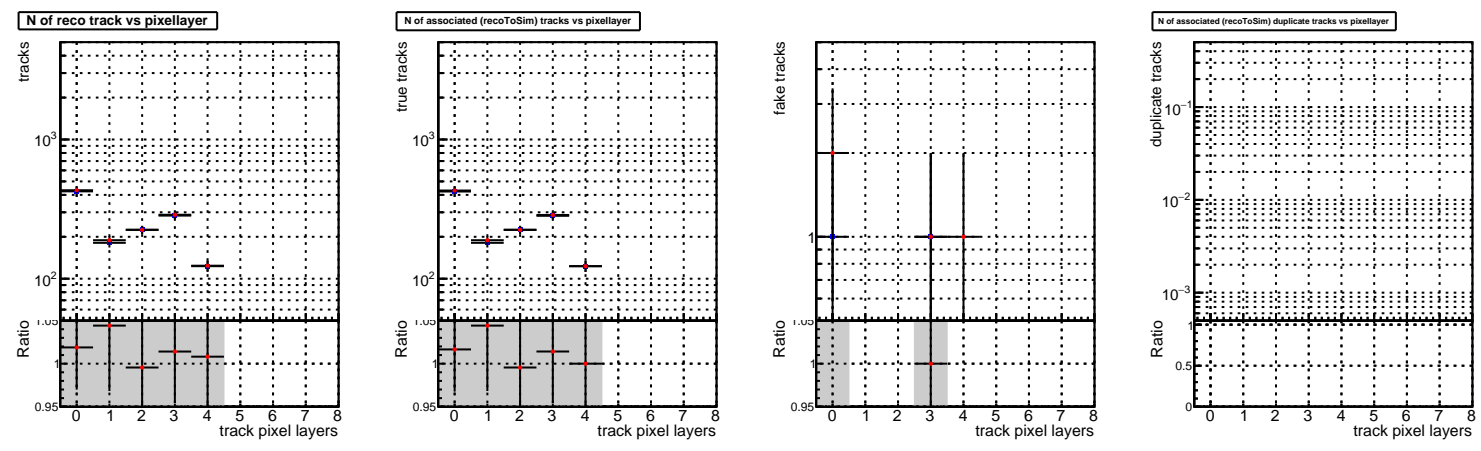 N of reco track vs pixellayer
tracks
10³
10²
Ratio
1.05
1
0.95
0 1 2 3 4 5 6 7 8
track pixel layers
N of associated (recoToSim) tracks vs pixellayer
true tracks
10³
10²
Ratio
1.05
1
0.95
0 1 2 3 4 5 6 7 8
track pixel layers
fake tracks
1
Ratio
1.05
1
0.95
0 1 2 3 4 5 6 7 8
track pixel layers
N of associated (recoToSim) duplicate tracks vs pixellayer
duplicate tracks
10⁻¹
10⁻²
10⁻³
Ratio
1
0.5
0
0 1 2 3 4 5 6 7 8
track pixel layers